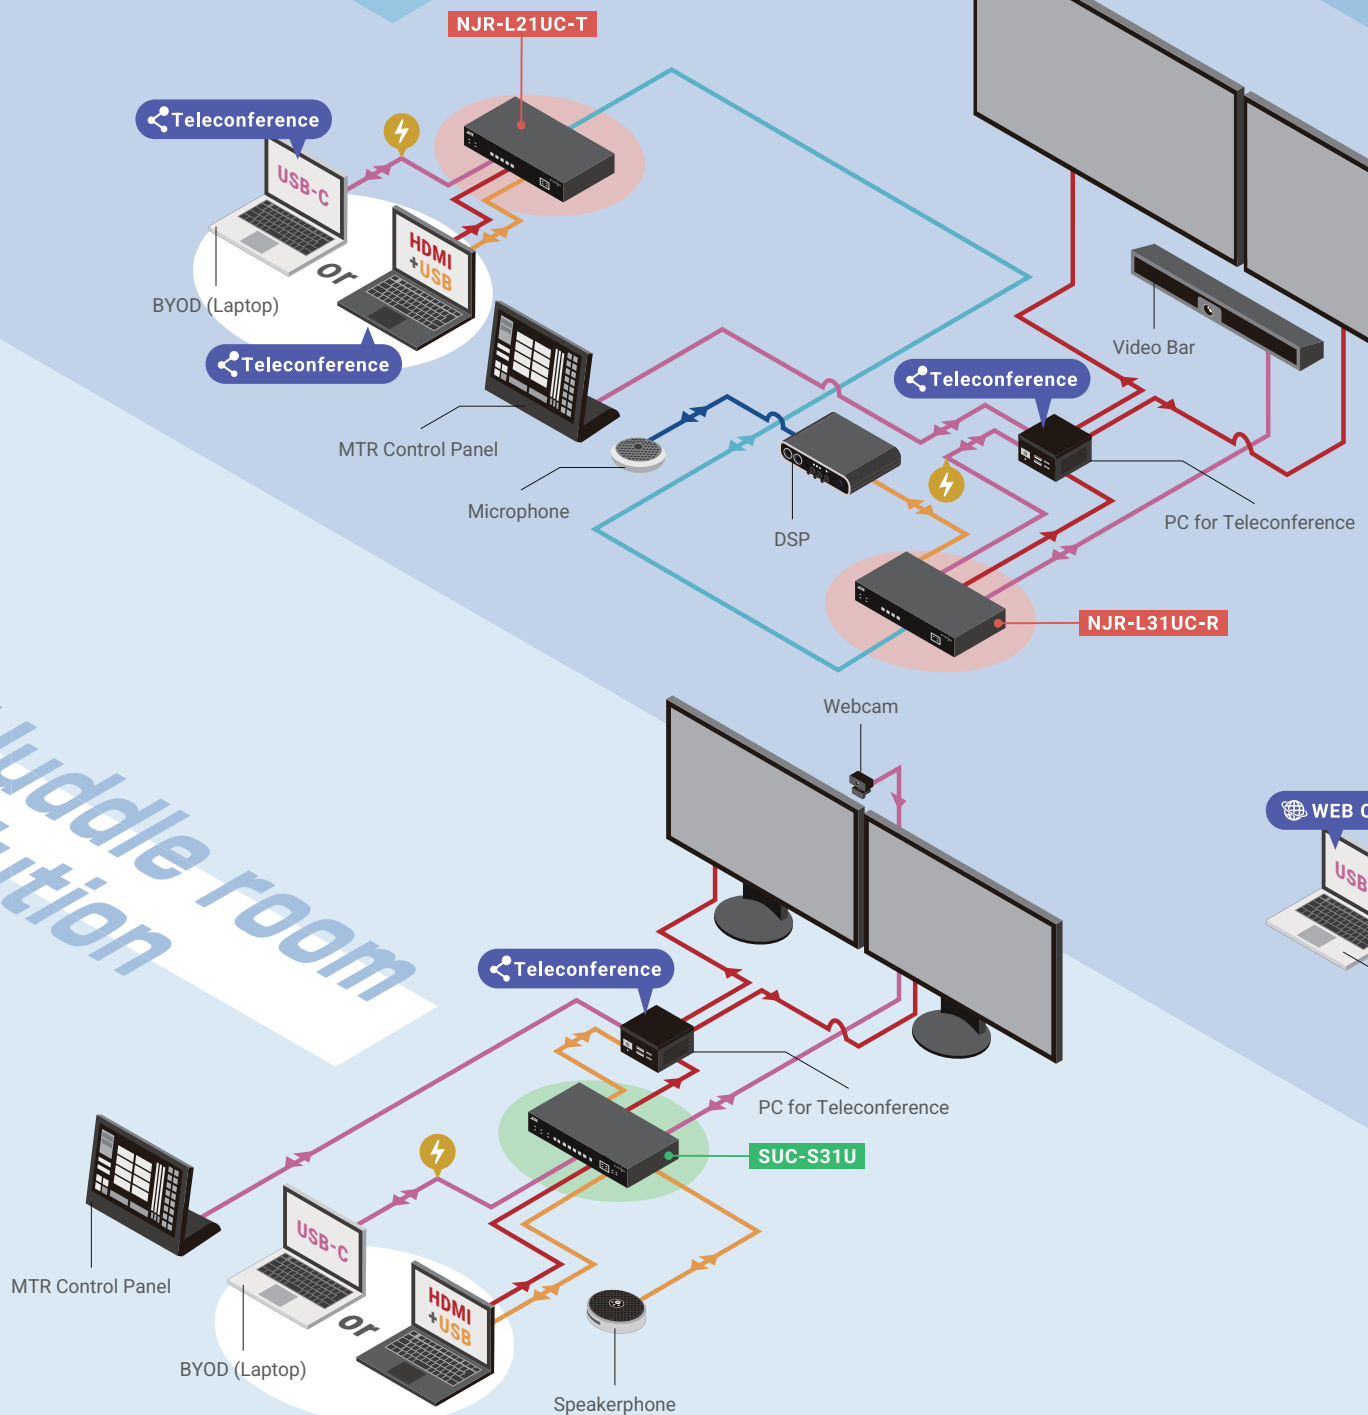 NJR-L21UC-T
Teleconference
USB-C
HDMI
+USB
or
BYOD (Laptop)
Teleconference
MTR Control Panel
Microphone
DSP
Teleconference
Video Bar
PC for Teleconference
NJR-L31UC-R
Webcam
WEB C
USB
uddle room
ution
Teleconference
PC for Teleconference
SUC-S31U
MTR Control Panel
USB-C
HDMI
+USB
or
BYOD (Laptop)
Speakerphone